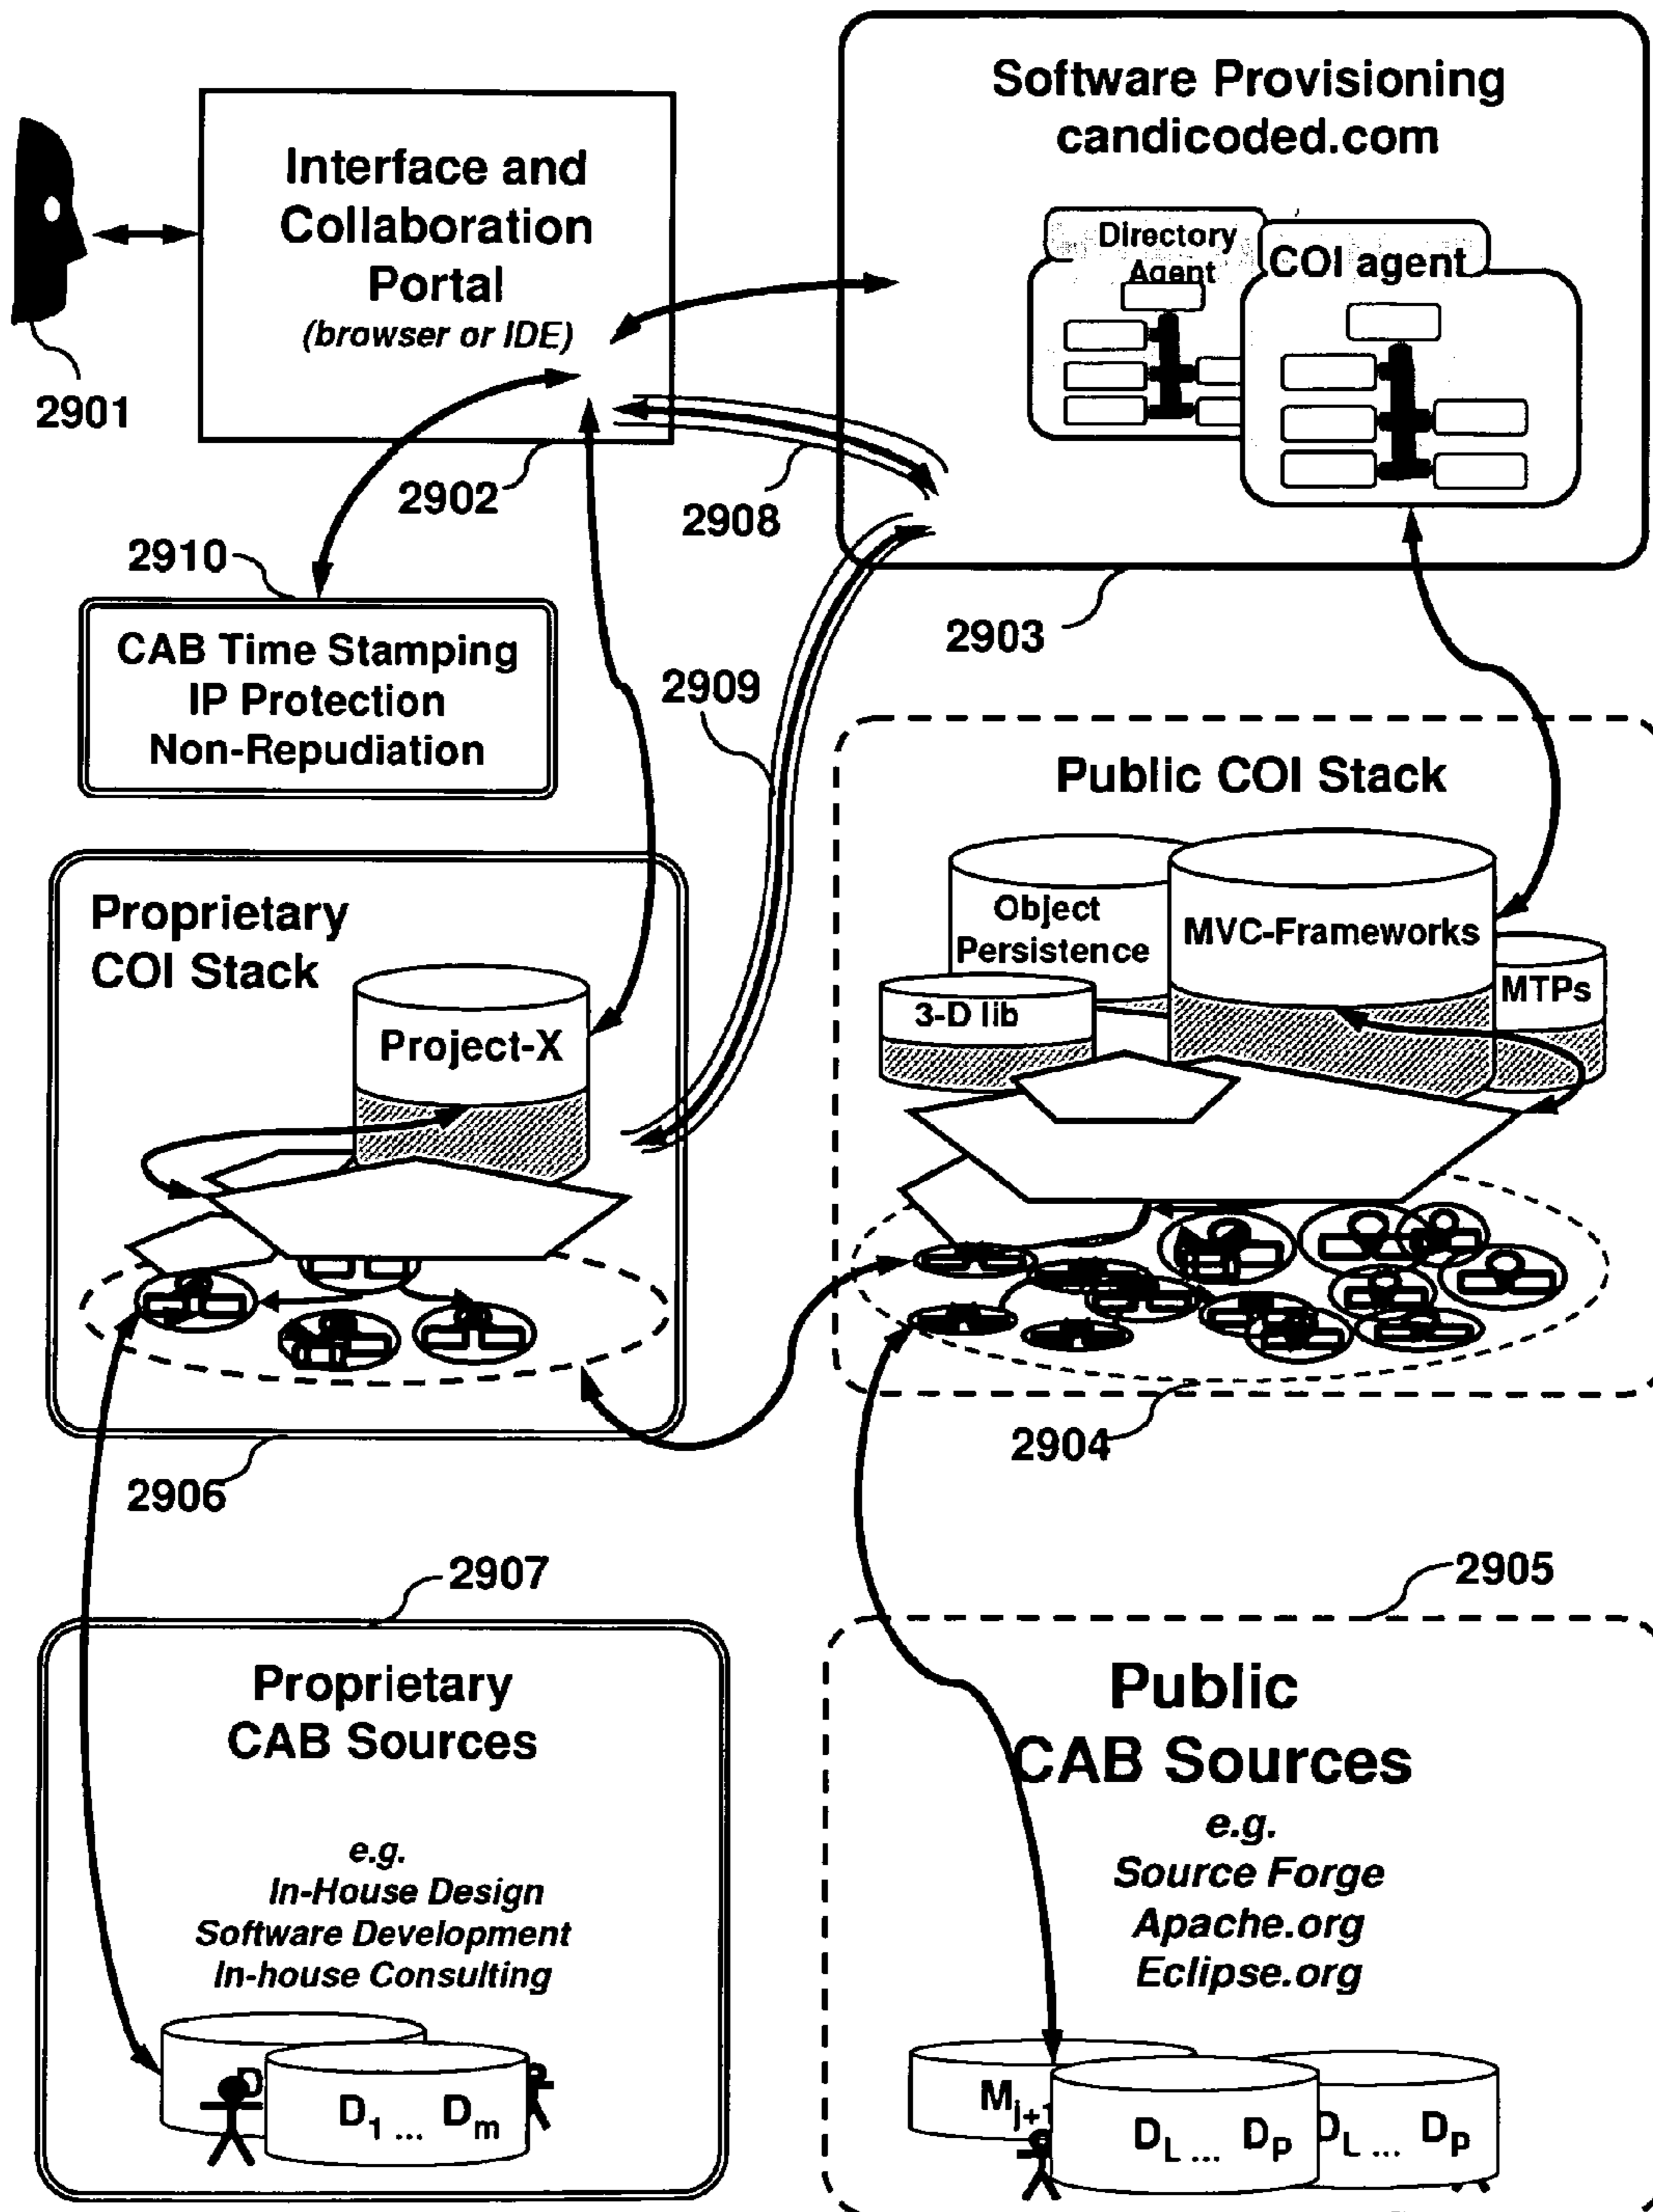 Software Provisioning
candicoded.com
Interface and
Collaboration
Portal
(browser or IDE)
Directory
Agent
COI agent
2901
2902
2908
2910
2903
CAB Time Stamping
IP Protection
Non-Repudiation
2909
Public COI Stack
Proprietary
COI Stack
Object
Persistence
MVC-Frameworks
MTPs
3-D lib
Project-X
2904
2906
2907
2905
Proprietary
CAB Sources
Public
CAB Sources
e.g.
In-House Design
Software Development
In-house Consulting
e.g.
Source Forge
Apache.org
Eclipse.org
D
D1 ... Dm
Mj+1
DL ... DP
DL ... DP